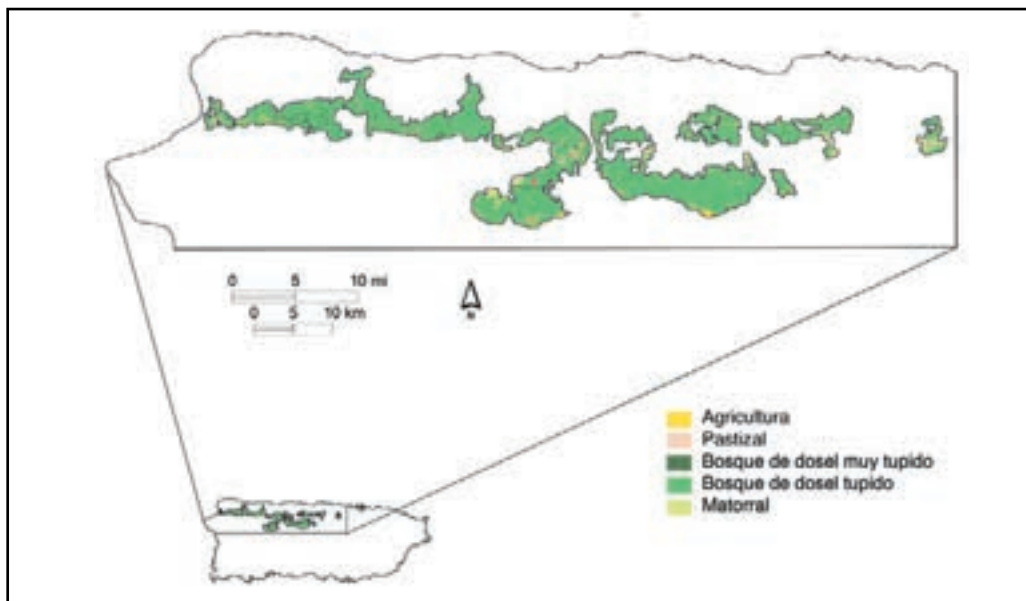 0 5 10 mi
0 5 10 km
N
Agricultura
Pastizal
Bosque de dosel muy tupido
Bosque de dosel tupido
Matorral